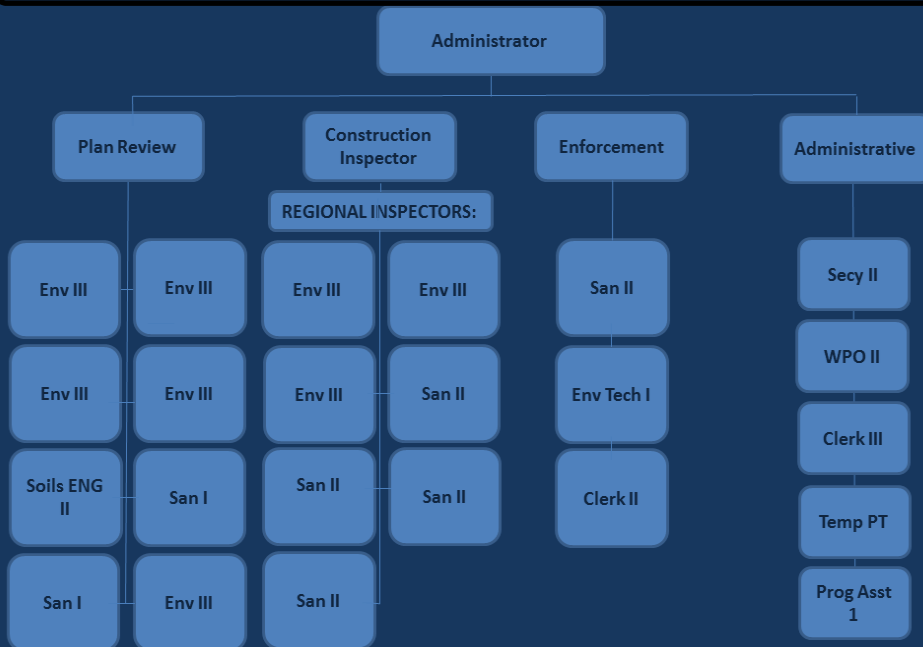 Administrator
Plan Review
Construction
Inspector
Enforcement
Administrative
REGIONAL INSPECTORS:
Env III
Env III
Env III
Env III
Soils ENG
II
San I
San I
Env III
Env III
Env III
Env III
San II
San II
San II
San II
San II
Env Tech I
Clerk II
Secy II
WPO II
Clerk III
Temp PT
Prog Asst
1